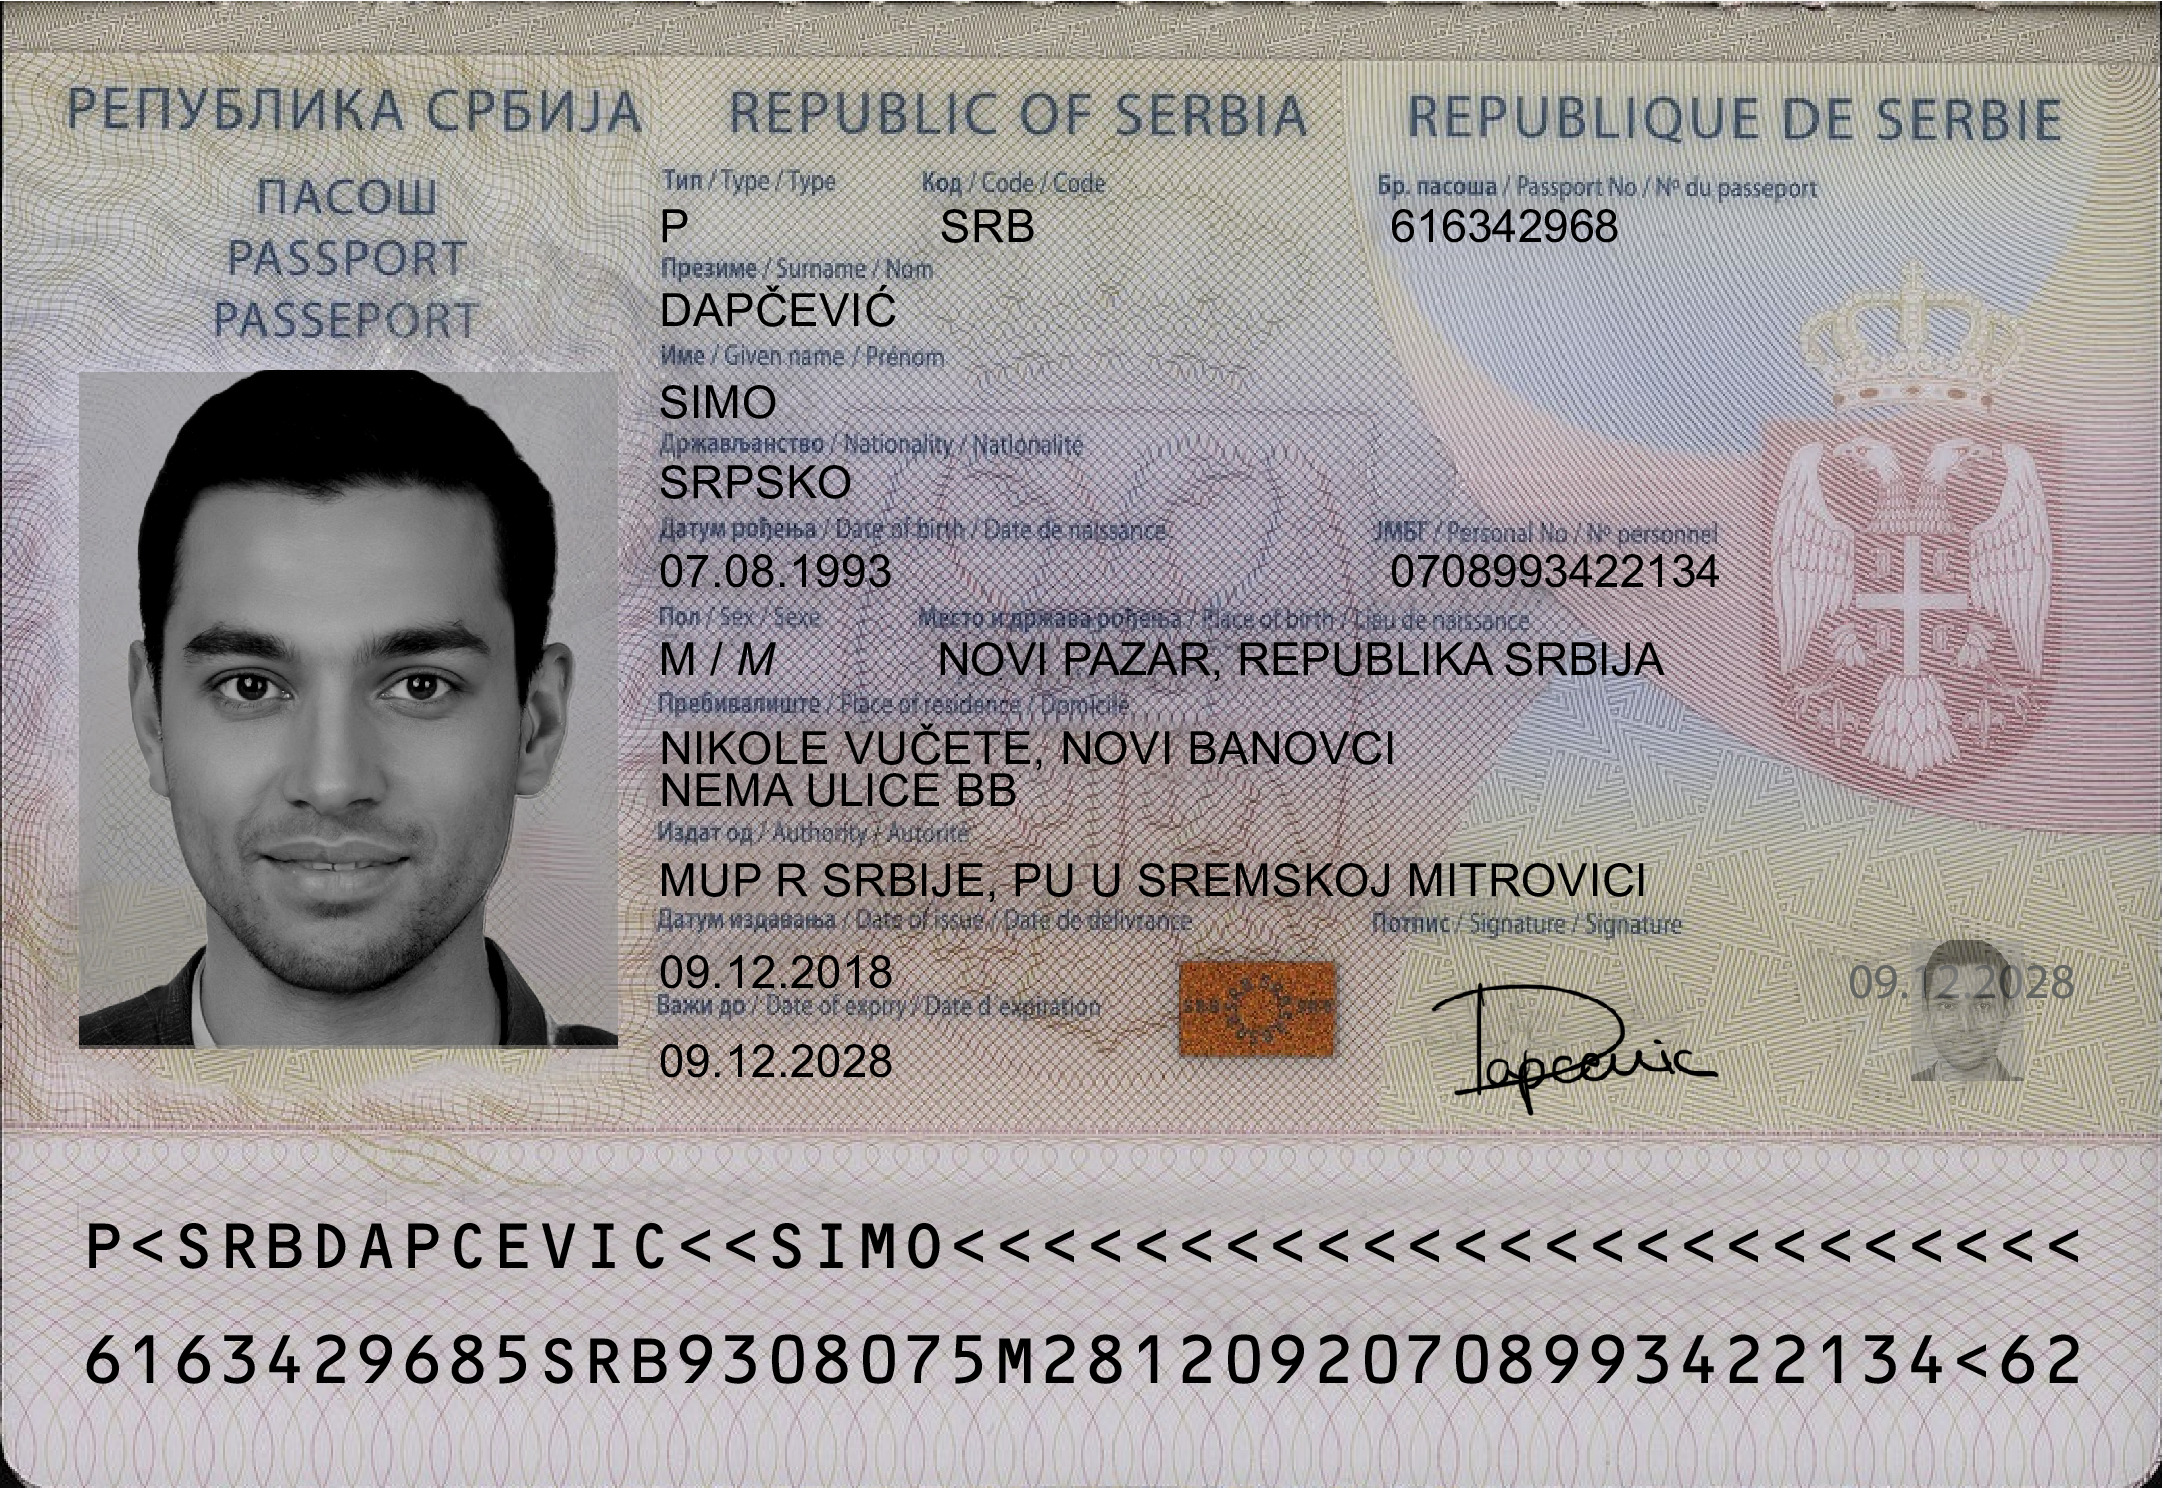 РЕПУБЛИКА СРБИЈА REPUBLIC OF SERBIA REPUBLIQUE DE SERBIE
ПАСОШ
PASSPORT
PASSEPORT
Тип / Type / Type Код / Code / Code Бр. пасоша / Passport No / Nº du passeport
P SRB 616342968
Презиме / Surname / Nom
DAPČEVIĆ
Име / Given name / Prénom
SIMO
Држављанство / Nationality / Nationalité
SRPSKO
Датум рођења / Date of birth / Date de naissance ЈМБГ / Personal No / Nº personnel
07.08.1993 0708993422134
Пол / Sex / Sexe Место и држава рођења / Place of birth / Lieu de naissance
M / M NOVI PAZAR, REPUBLIKA SRBIJA
Пребивалиште / Place of residence / Domicile
NIKOLE VUČETE, NOVI BANOVCI
NEMA ULICE BB
Издат од / Authority / Autorité
MUP R SRBIJE, PU U SREMSKOJ MITROVICI
Датум издавања / Date of issue / Date de délivrance Потпис / Signature / Signature
09.12.2018 09.12.2028
Важи до / Date of expiry / Date d expiration
09.12.2028
Dapcevic
P<SRBDAPCEVIC<<SIMO<<<<<<<<<<<<<<<<<<<<<<<<<
6163429685SRB9308075M28120920708993422134<62